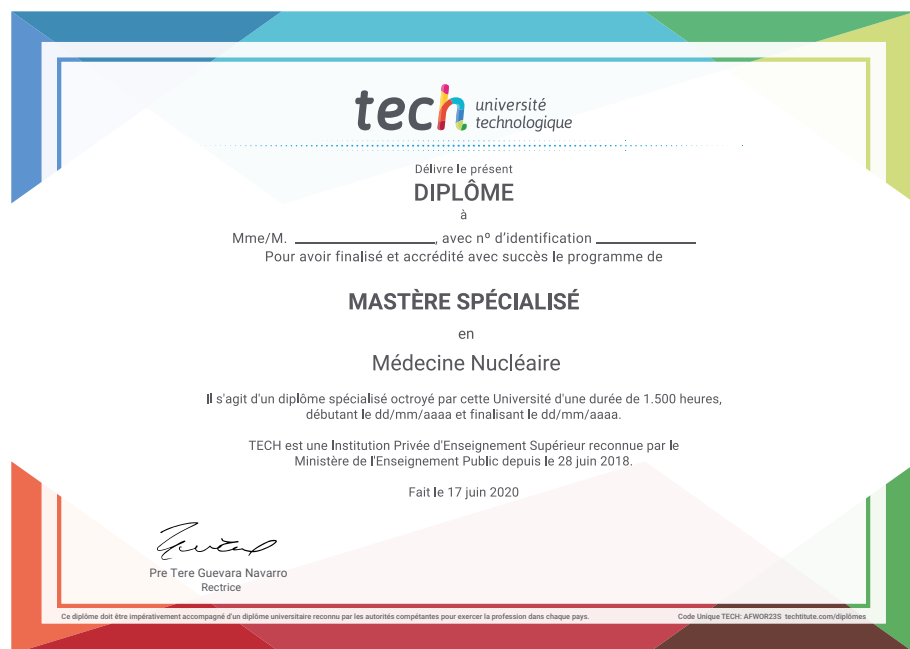 tech université
technologique
Délivre le présent
DIPLÔME
à
Mme/M. ____________, avec nº d'identification ____________
Pour avoir finalisé et accrédité avec succès le programme de
MASTÈRE SPÉCIALISÉ
en
Médecine Nucléaire
Il s'agit d'un diplôme spécialisé octroyé par cette Université d'une durée de 1.500 heures,
débutant le dd/mm/aaaa et finalisant le dd/mm/aaaa.
TECH est une Institution Privée d'Enseignement Supérieur reconnue par le
Ministère de l'Enseignement Public depuis le 28 juin 2018.
Fait le 17 juin 2020
Pre Tere Guevara Navarro
Rectrice
Ce diplôme doit être impérativement accompagné d'un diplôme universitaire reconnu par les autorités compétantes pour exercer la profession dans chaque pays.
Code Unique TECH: AFWOR23S techtitute.com/diplômes